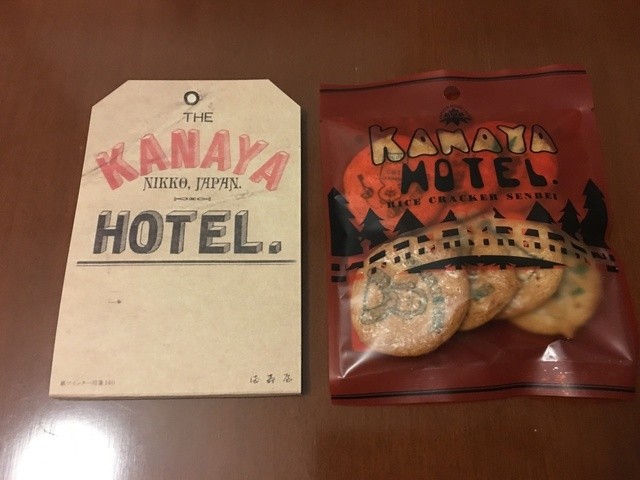 THE
KANAYA
NIKKO, JAPAN.
HOTEL.
KANAYA
HOTEL.
RICE CRACKER SENBEI